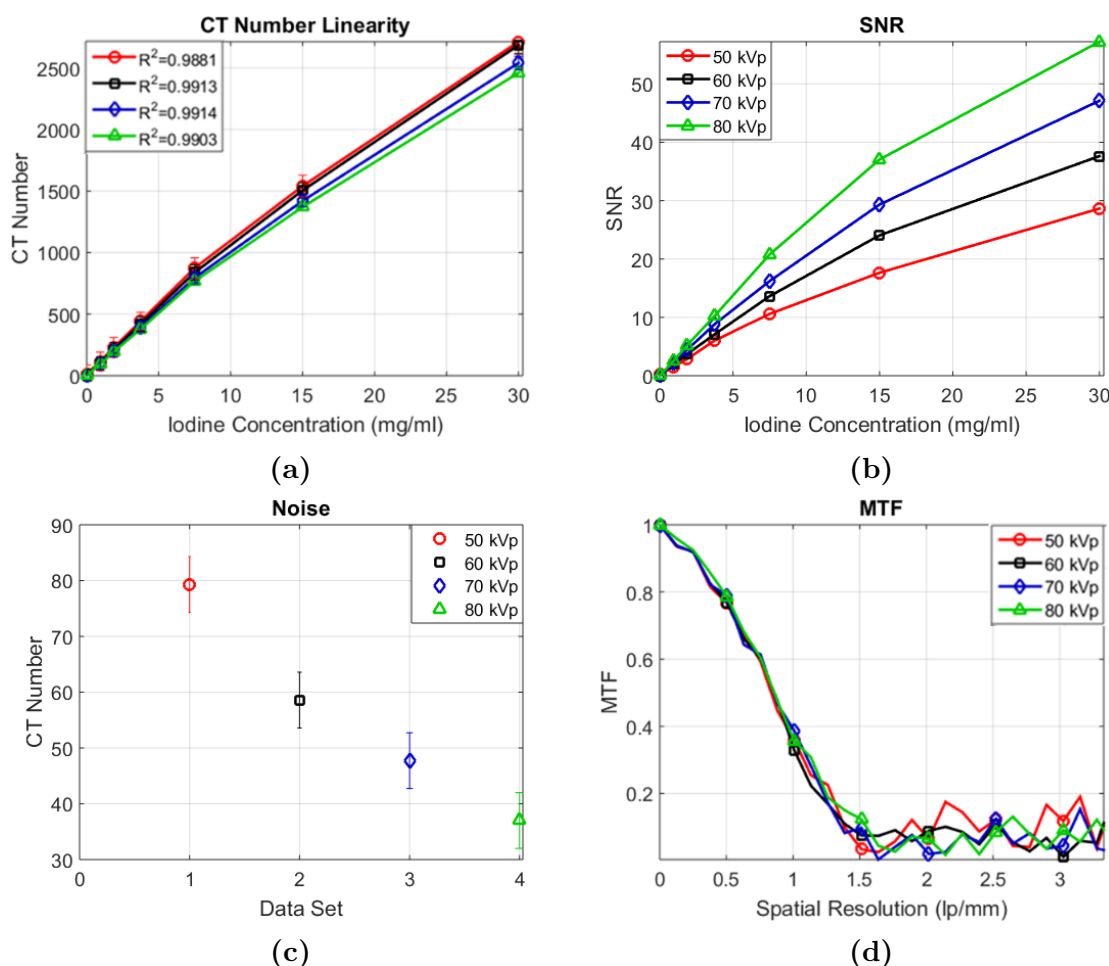 CT Number Linearity
R²=0.9881
R²=0.9913
R²=0.9914
R²=0.9903
2500
2000
1500
1000
500
0
CT Number
0 5 10 15 20 25 30
Iodine Concentration (mg/ml)
(a)
SNR
50 kVp
60 kVp
70 kVp
80 kVp
50
40
30
20
10
0
SNR
0 5 10 15 20 25 30
Iodine Concentration (mg/ml)
(b)
Noise
50 kVp
60 kVp
70 kVp
80 kVp
90
80
70
60
50
40
30
CT Number
0 1 2 3 4
Data Set
(c)
MTF
50 kVp
60 kVp
70 kVp
80 kVp
1
0.8
0.6
0.4
0.2
MTF
0 0.5 1 1.5 2 2.5 3
Spatial Resolution (lp/mm)
(d)